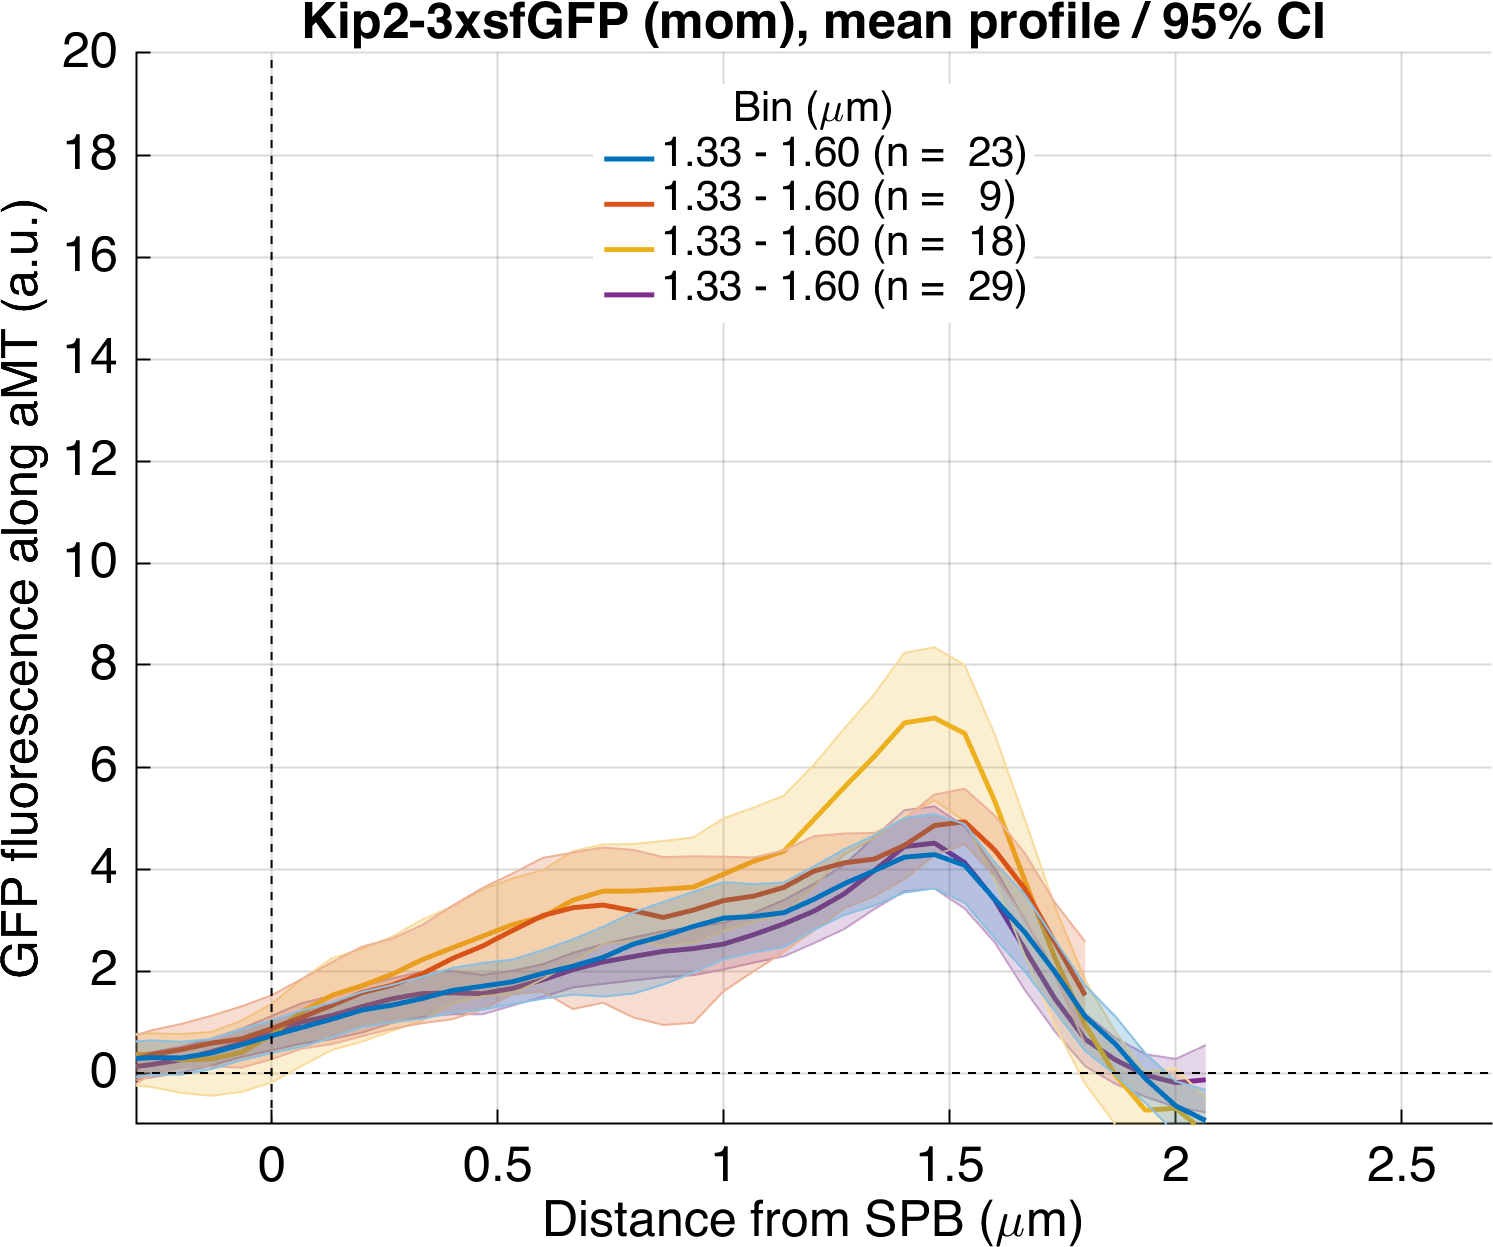 Kip2-3xsfGFP (mom), mean profile / 95% CI
GFP fluorescence along aMT (a.u.)
20
18
16
14
12
10
8
6
4
2
0
Bin (μm)
1.33 - 1.60 (n = 23)
1.33 - 1.60 (n = 9)
1.33 - 1.60 (n = 18)
1.33 - 1.60 (n = 29)
0 0.5 1 1.5 2 2.5
Distance from SPB (μm)